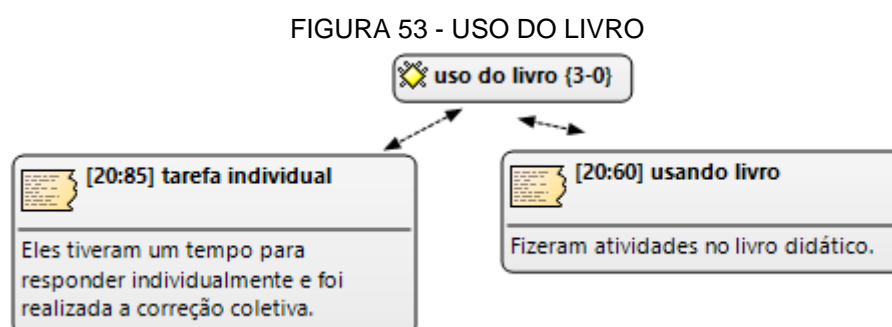 FIGURA 53 - USO DO LIVRO
uso do livro {3-0}
[20:85] tarefa individual
Eles tiveram um tempo para
responder individualmente e foi
realizada a correção coletiva.
[20:60] usando livro
Fizeram atividades no livro didático.